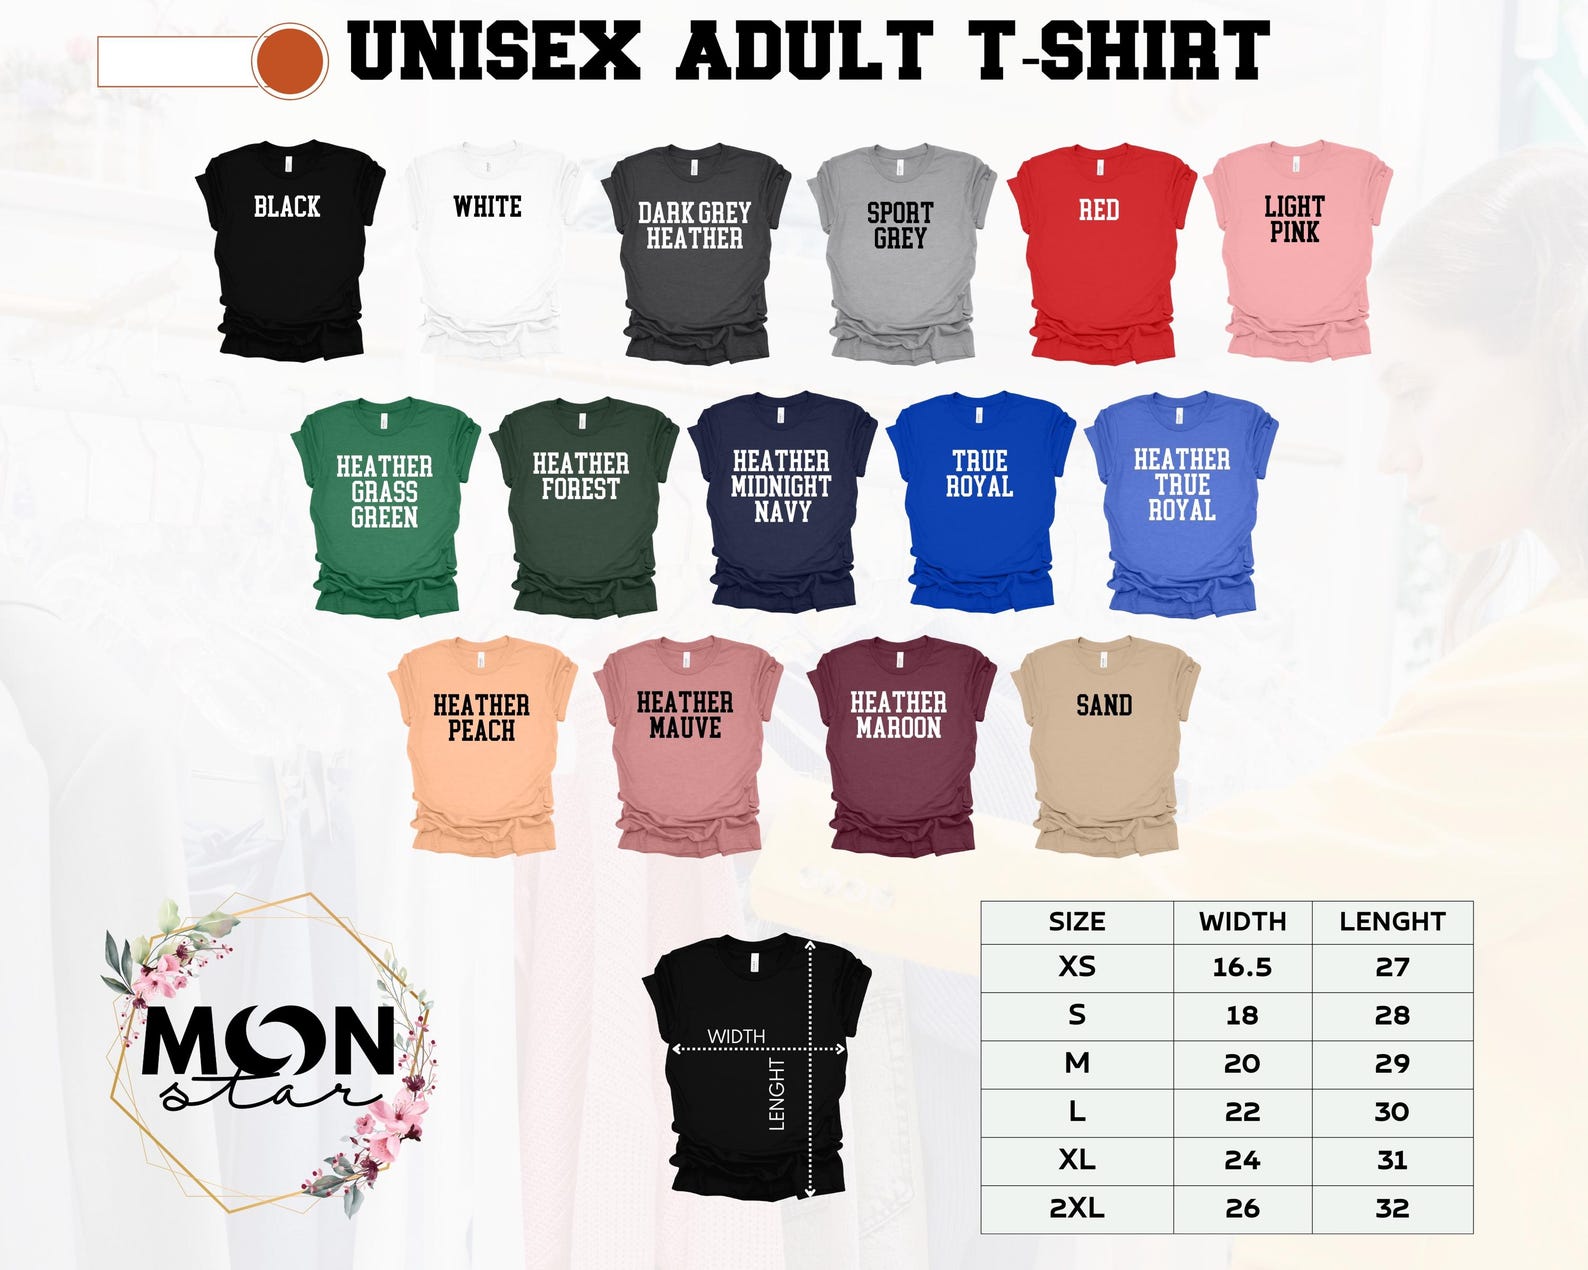 UNISEX ADULT T-SHIRT
BLACK
WHITE
DARK GREY
HEATHER
SPORT
GREY
RED
LIGHT
PINK
HEATHER
GRASS
GREEN
HEATHER
FOREST
HEATHER
MIDNIGHT
NAVY
TRUE
ROYAL
HEATHER
TRUE
ROYAL
HEATHER
PEACH
HEATHER
MAUVE
HEATHER
MAROON
SAND
MOON
star
WIDTH
LENGHT
SIZE WIDTH LENGHT
XS 16.5 27
S 18 28
M 20 29
L 22 30
XL 24 31
2XL 26 32